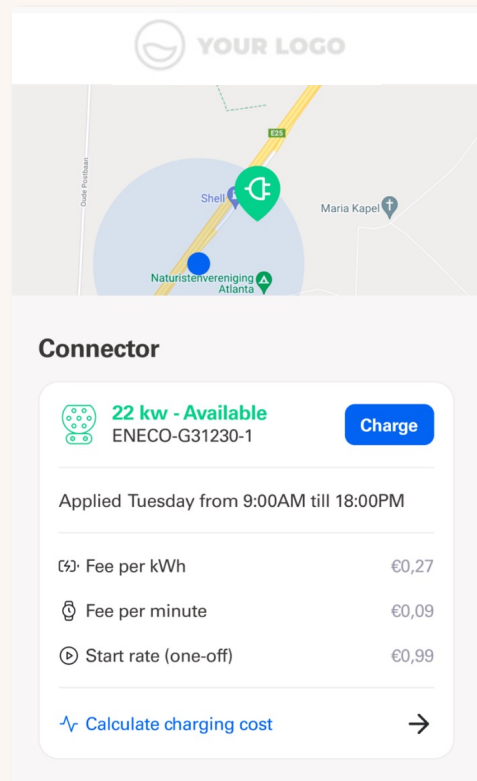 YOUR LOGO
E25
Oude Postbaan
Shell
Maria Kapel
Naturistenvereniging
Atlanta
Connector
22 kw - Available
ENECO-G31230-1
Charge
Applied Tuesday from 9:00AM till 18:00PM
Fee per kWh €0,27
Fee per minute €0,09
Start rate (one-off) €0,99
Calculate charging cost